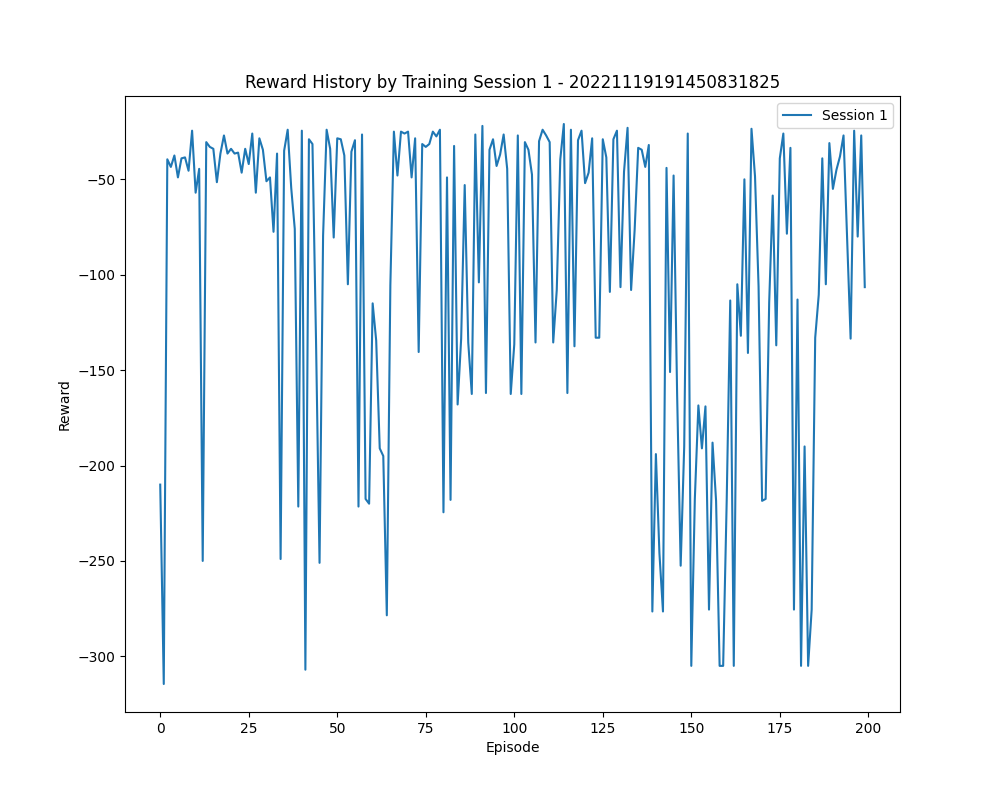 Reward History by Training Session 1 - 20221119191450831825
Session 1
Reward
−50
−100
−150
−200
−250
−300
0 25 50 75 100 125 150 175 200
Episode